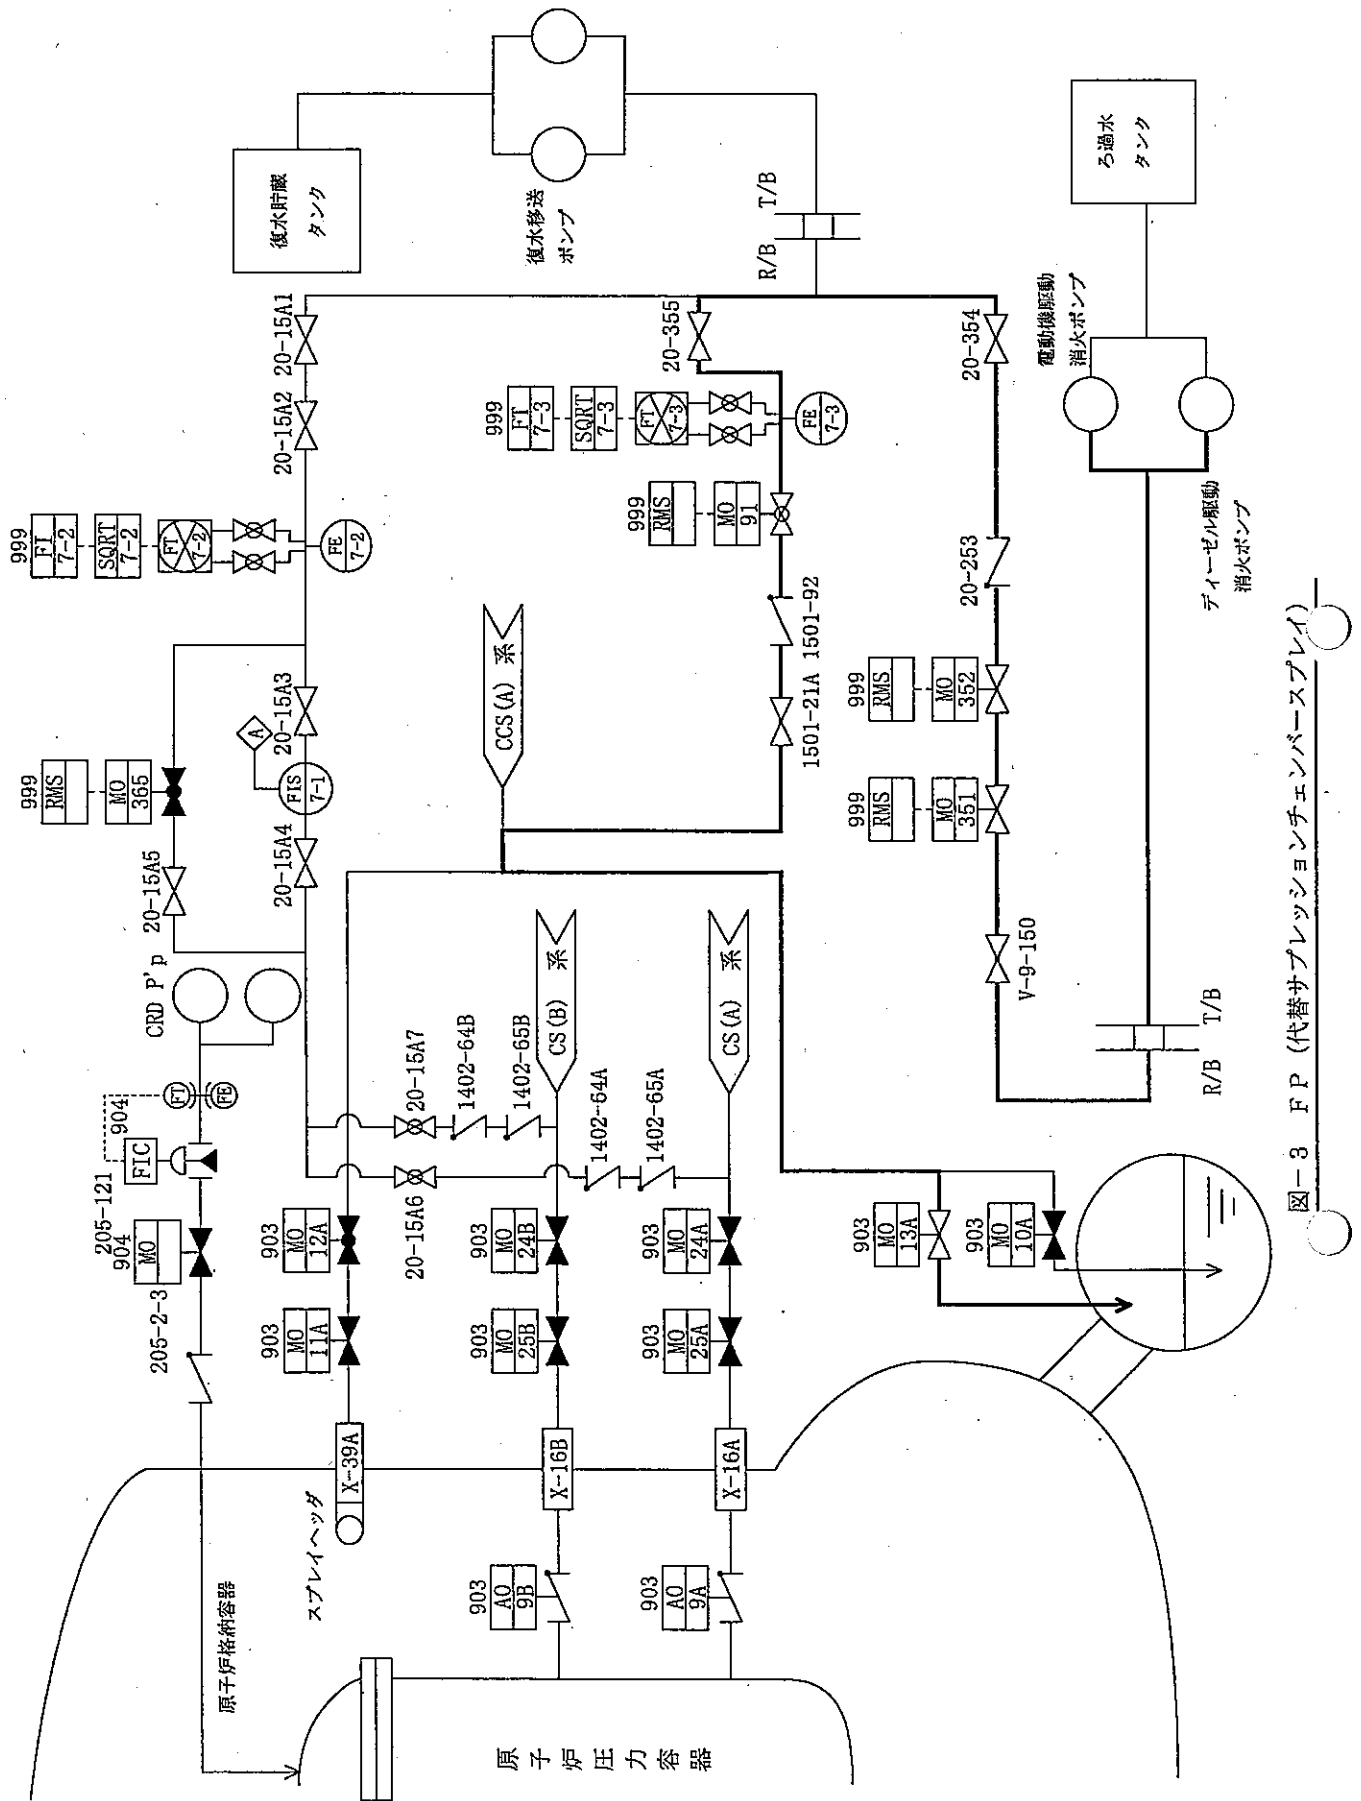 原子炉格納容器
原子炉圧力容器
スプレイヘッダ
205-2-3
205-121
904
MO
FIC
904
FT
FE
CRD P'p
X-39A
903
MO
11A
903
MO
12A
X-16B
903
AO
9B
903
MO
25B
903
MO
24B
X-16A
903
AO
9A
903
MO
25A
903
MO
24A
20-15A6
20-15A7
1402-64B
1402-65B
1402-64A
1402-65A
CS(B) 系
CS(A) 系
CCS(A) 系
20-15A5
999
RMS
MO
365
20-15A4
FIS
7-1
A
20-15A3
999
FI
7-2
SQRT
7-2
FT
7-2
FE
7-2
20-15A2
20-15A1
復水貯蔵
タンク
復水移送
ポンプ
R/B
T/B
20-355
999
FT
7-3
SQRT
7-3
FT
7-3
FE
7-3
999
RMS
MO
91
1501-92
1501-21A
20-354
20-253
999
RMS
MO
352
999
RMS
MO
351
V-9-150
R/B
T/B
電動機駆動
消火ポンプ
ディーゼル駆動
消火ポンプ
ろ過水
タンク
903
MO
13A
903
MO
10A
図-3 FP (代替サプレッションチェンバースプレイ)